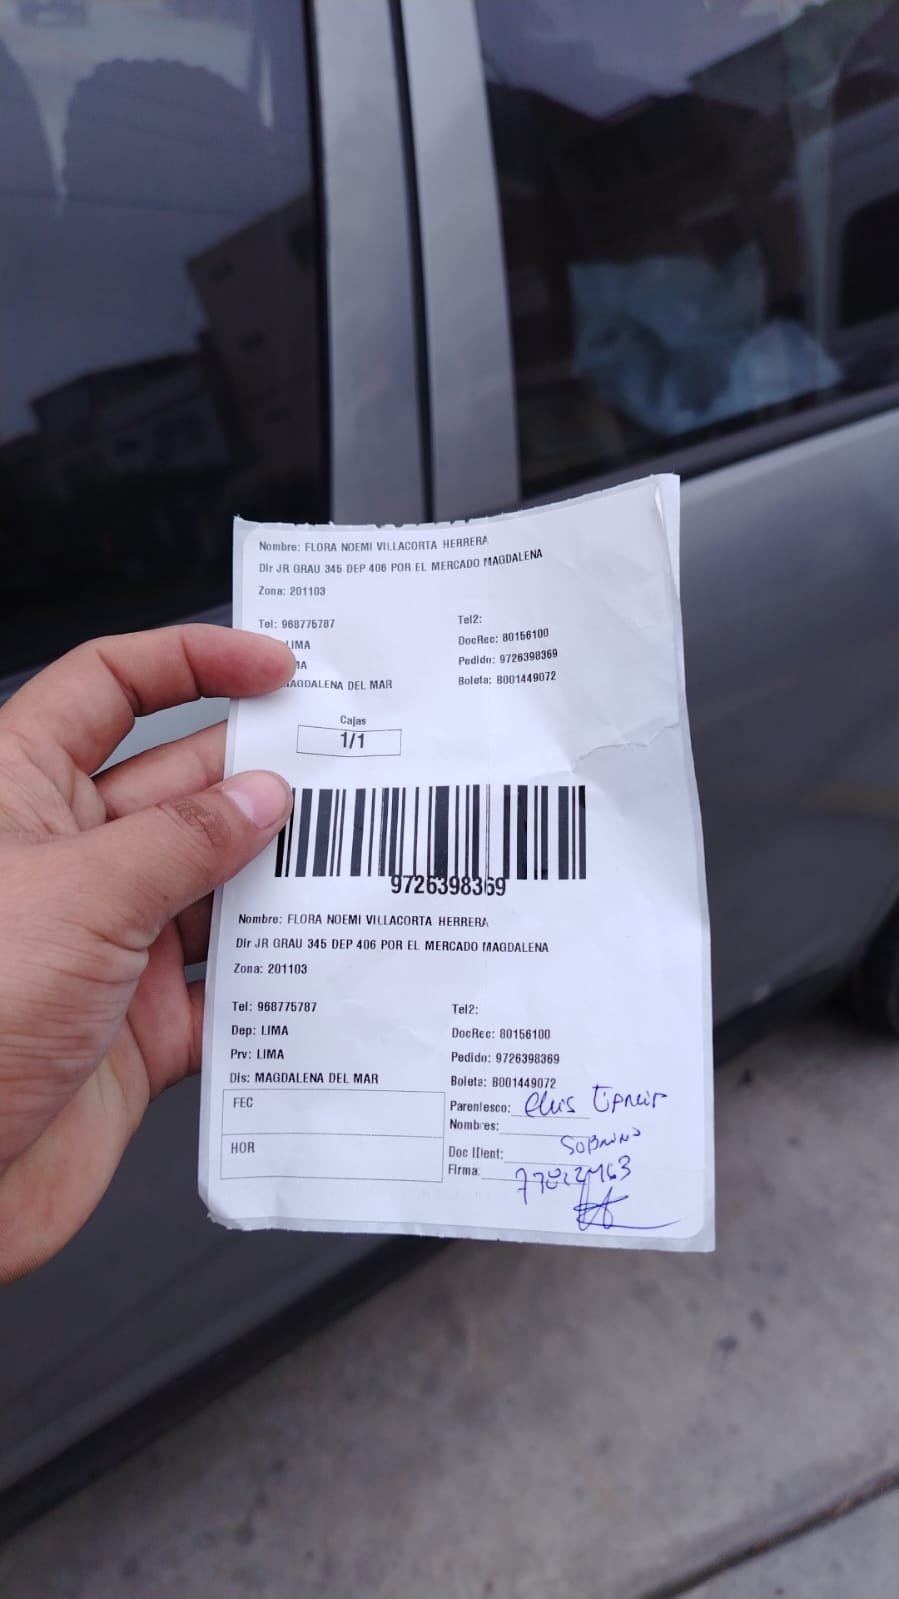 Nombre: FLORA NOEMI VILLACORTA HERRERA
Dir JR GRAU 345 DEP 406 POR EL MERCADO MAGDALENA
Zona: 201103
Tel: 968775787 Tel2:
LIMA DocRec: 80156100
MA Pedido: 9726398369
MAGDALENA DEL MAR Boleta: B001449072
Cajas
1/1
9726398369
Nombre: FLORA NOEMI VILLACORTA HERRERA
Dir JR GRAU 345 DEP 406 POR EL MERCADO MAGDALENA
Zona: 201103
Tel: 968775787 Tel2:
Dep: LIMA DocRec: 80156100
Prv: LIMA Pedido: 9726398369
Dis: MAGDALENA DEL MAR Boleta: B001449072
FEC Parentesco:
Nombres: Sobrino
HOR Doc IDent:
Firma: